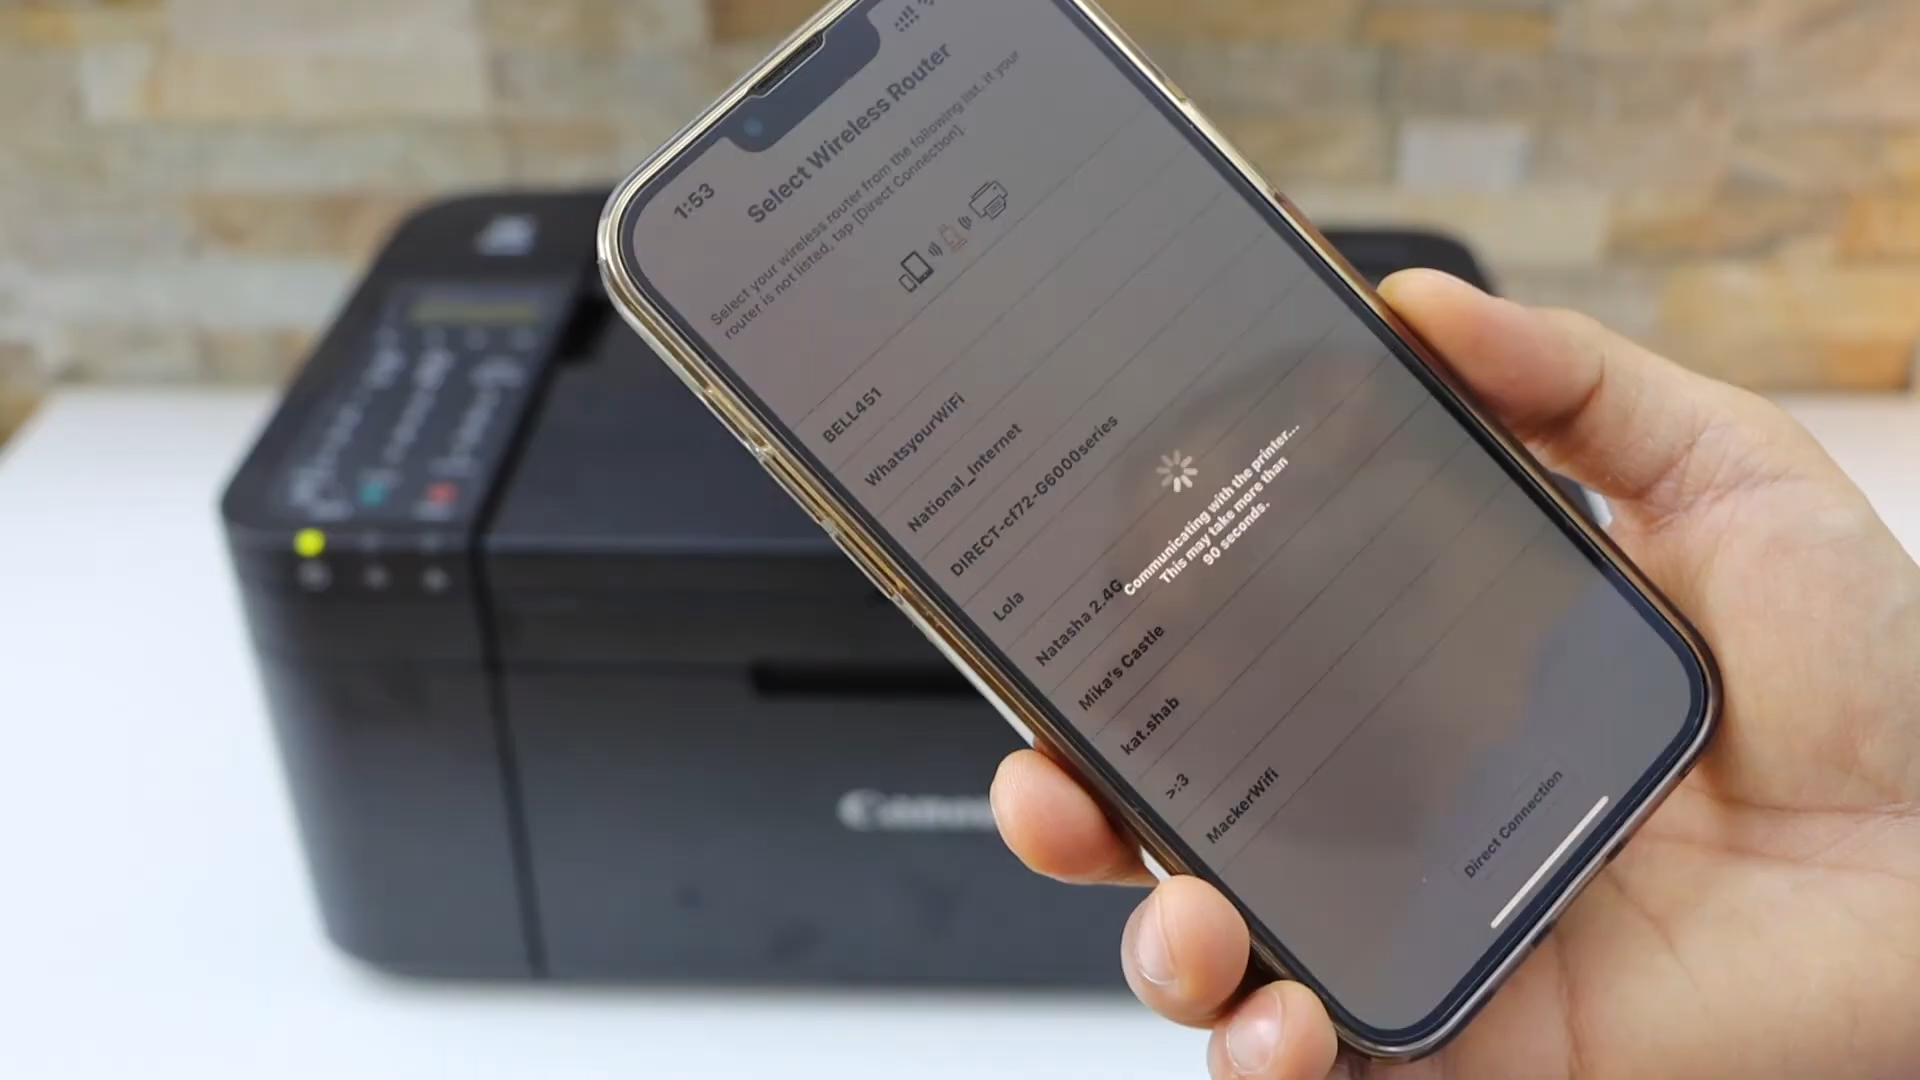 1:53
Select Wireless Router
Select your wireless router from the following list. If your
router is not listed, tap [Direct Connection].
BELL451
WhatsyourWiFi
National_Internet
DIRECT-cf72-G6000series
Lola
Natasha 2.4G
Mika's Castle
kat.shab
>:3
MackerWifi
Communicating with the printer...
This may take more than
90 seconds.
Direct Connection
Canon